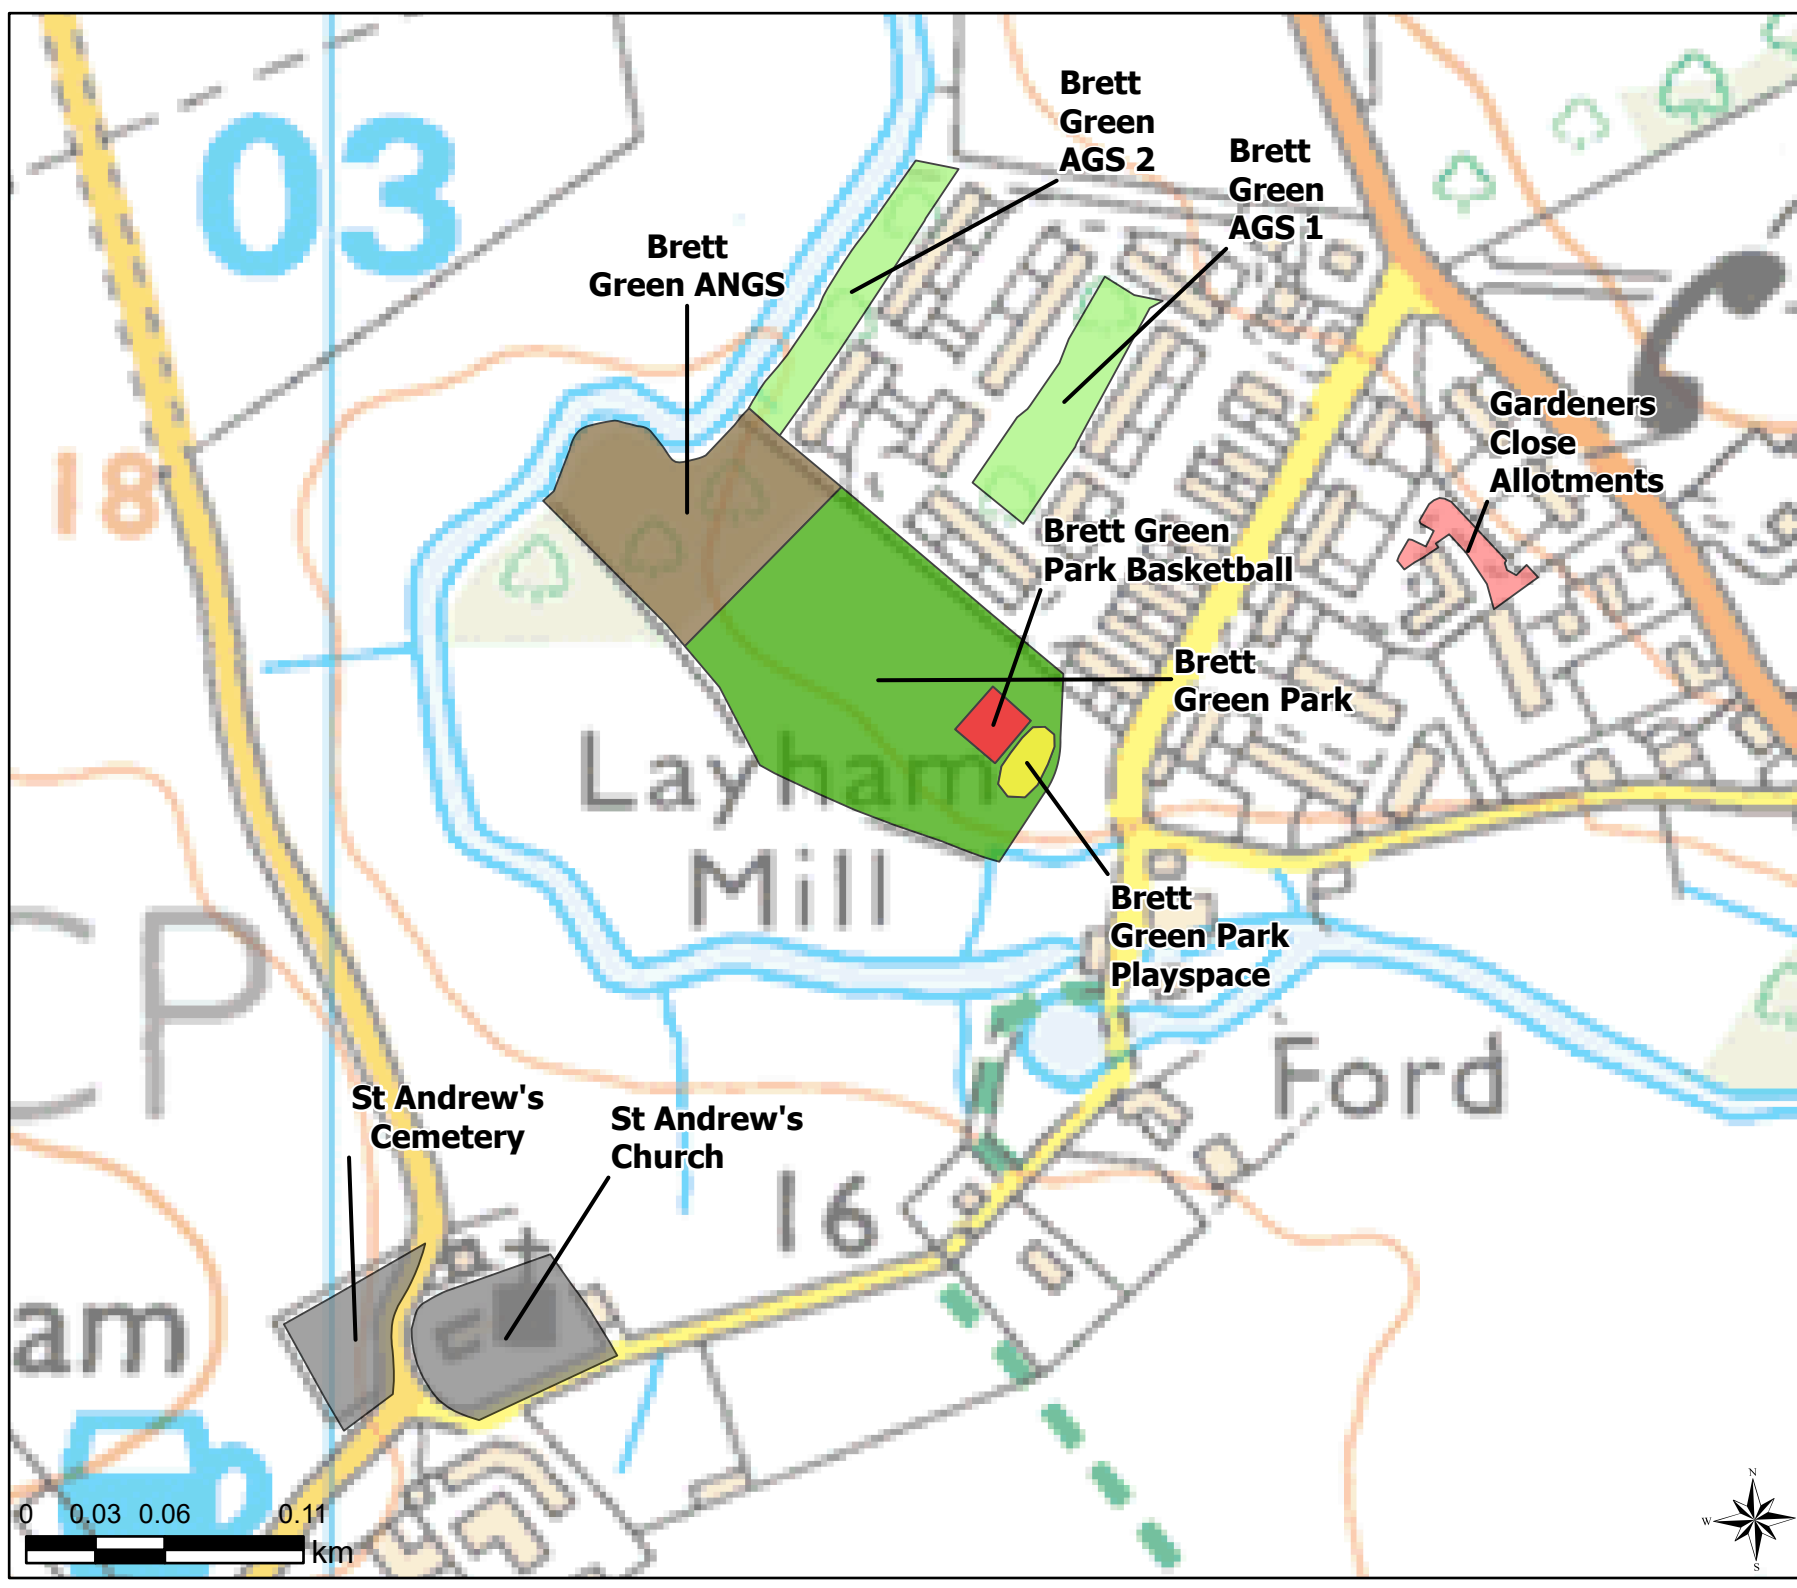 03
Brett
Green
AGS 2
Brett
Green
AGS 1
Brett
Green ANGS
18
Gardeners
Close
Allotments
Brett Green
Park Basketball
Brett
Green Park
Layham
Mill
Brett
Green Park
Playspace
CP
Ford
St Andrew's
Cemetery
St Andrew's
Church
16
am
0 0.03 0.06 0.11
km
N
W
S